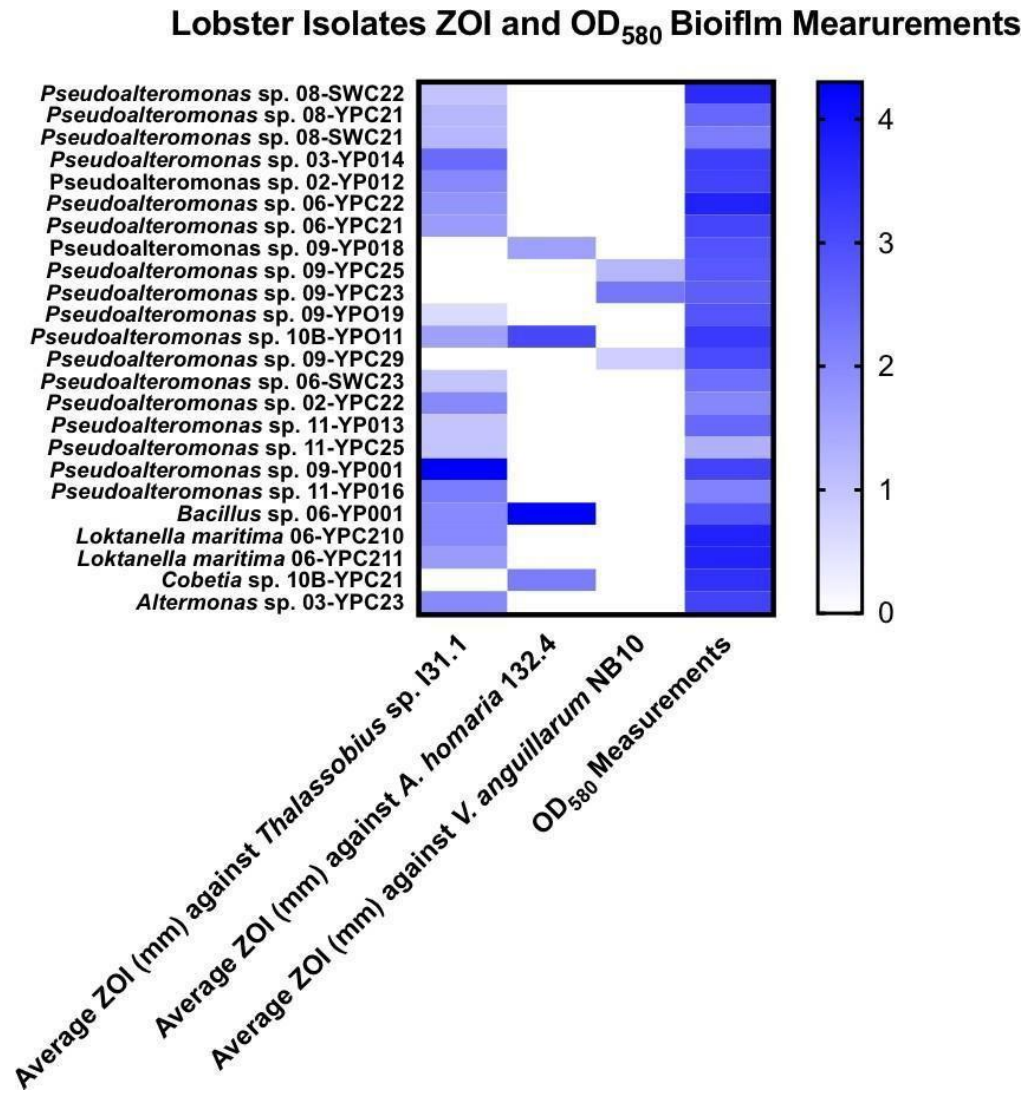 Lobster Isolates ZOI and OD580 Bioiflm Mearurements
Pseudoalteromonas sp. 08-SWC22
Pseudoalteromonas sp. 08-YPC21
Pseudoalteromonas sp. 08-SWC21
Pseudoalteromonas sp. 03-YP014
Pseudoalteromonas sp. 02-YP012
Pseudoalteromonas sp. 06-YPC22
Pseudoalteromonas sp. 06-YPC21
Pseudoalteromonas sp. 09-YP018
Pseudoalteromonas sp. 09-YPC25
Pseudoalteromonas sp. 09-YPC23
Pseudoalteromonas sp. 09-YPO19
Pseudoalteromonas sp. 10B-YPO11
Pseudoalteromonas sp. 09-YPC29
Pseudoalteromonas sp. 06-SWC23
Pseudoalteromonas sp. 02-YPC22
Pseudoalteromonas sp. 11-YP013
Pseudoalteromonas sp. 11-YPC25
Pseudoalteromonas sp. 09-YP001
Pseudoalteromonas sp. 11-YP016
Bacillus sp. 06-YP001
Loktanella maritima 06-YPC210
Loktanella maritima 06-YPC211
Cobetia sp. 10B-YPC21
Altermonas sp. 03-YPC23
4
3
2
1
0
Average ZOI (mm) against Thalassobius sp. I31.1
Average ZOI (mm) against A. homaria 132.4
Average ZOI (mm) against V. anguillarum NB10
OD580 Measurements